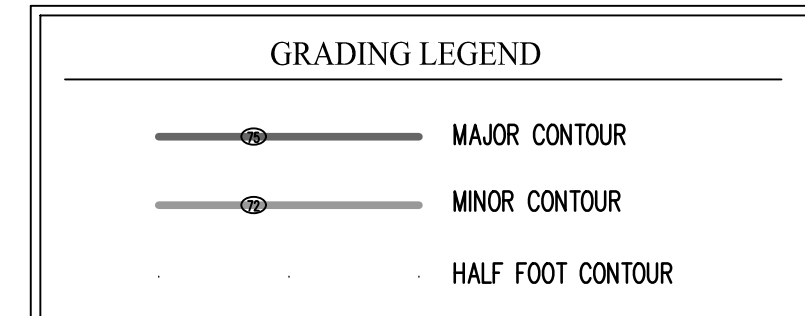 GRADING LEGEND
75 MAJOR CONTOUR
72 MINOR CONTOUR
HALF FOOT CONTOUR